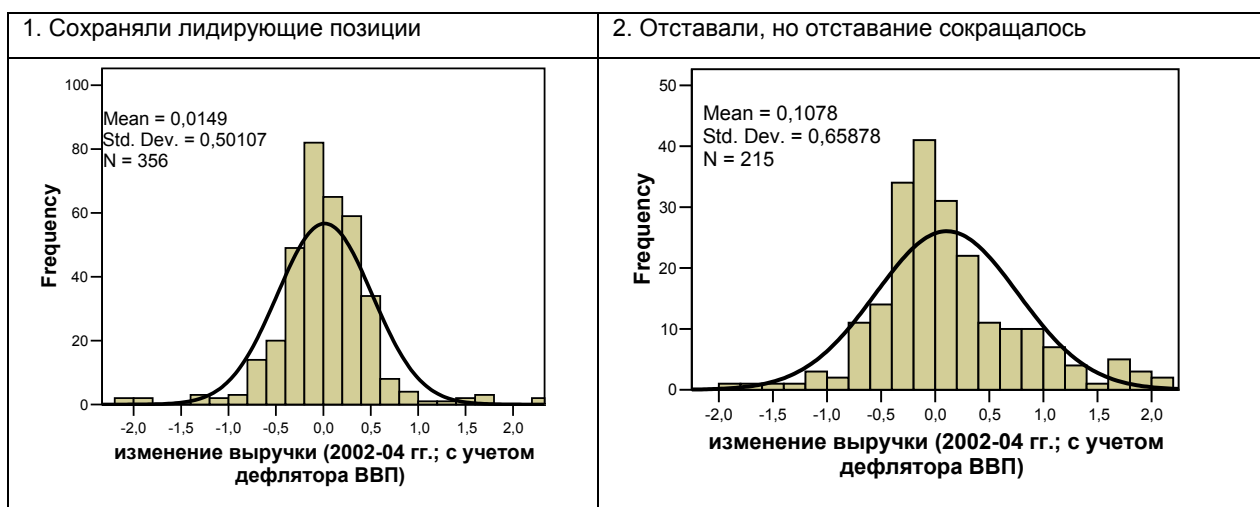 1. Сохраняли лидирующие позиции
2. Отставали, но отставание сокращалось
Mean = 0,0149
Std. Dev. = 0,50107
N = 356
Frequency
100
80
60
40
20
0
-2,0 -1,5 -1,0 -0,5 0,0 0,5 1,0 1,5 2,0
изменение выручки (2002-04 гг.; с учетом
дефлятора ВВП)
Mean = 0,1078
Std. Dev. = 0,65878
N = 215
Frequency
50
40
30
20
10
0
-2,0 -1,5 -1,0 -0,5 0,0 0,5 1,0 1,5 2,0
изменение выручки (2002-04 гг.; с учетом
дефлятора ВВП)